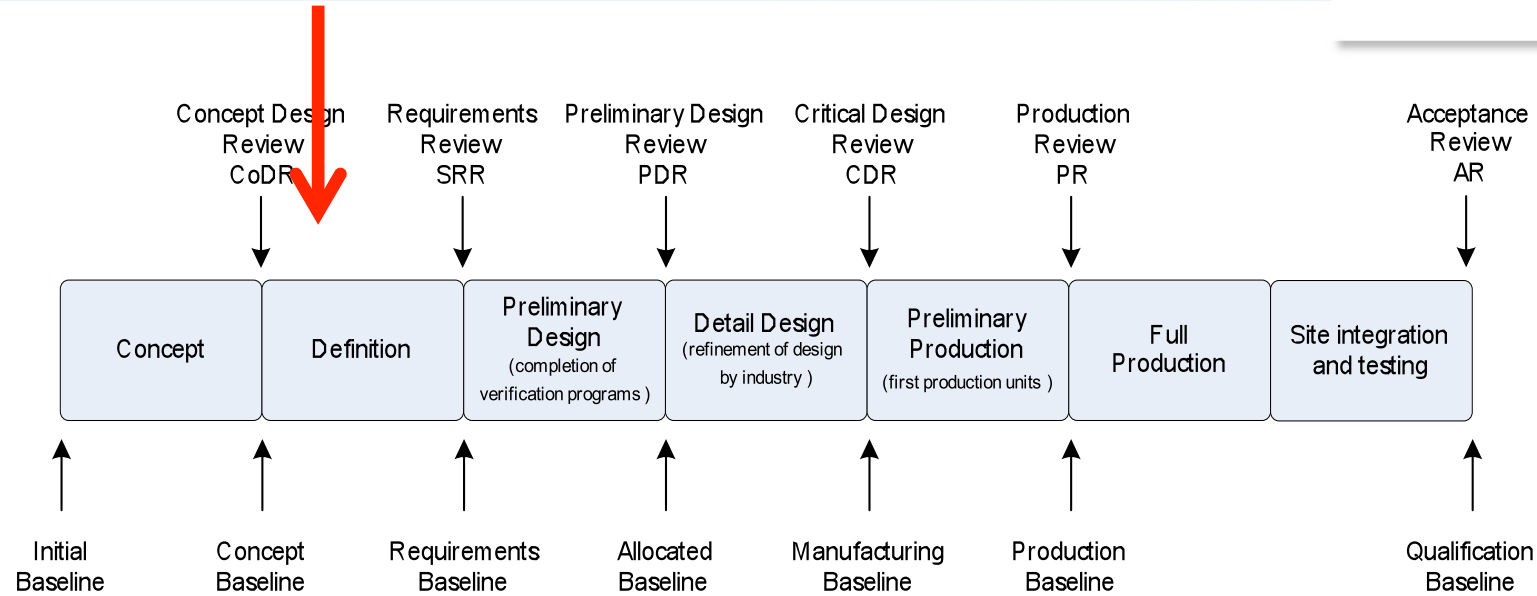 Concept Design
Review
CoDR
Requirements
Review
SRR
Preliminary Design
Review
PDR
Critical Design
Review
CDR
Production
Review
PR
Acceptance
Review
AR
Concept
Definition
Preliminary
Design
(completion of
verification programs )
Detail Design
(refinement of design
by industry )
Preliminary
Production
(first production units )
Full
Production
Site integration
and testing
Initial
Baseline
Concept
Baseline
Requirements
Baseline
Allocated
Baseline
Manufacturing
Baseline
Production
Baseline
Qualification
Baseline